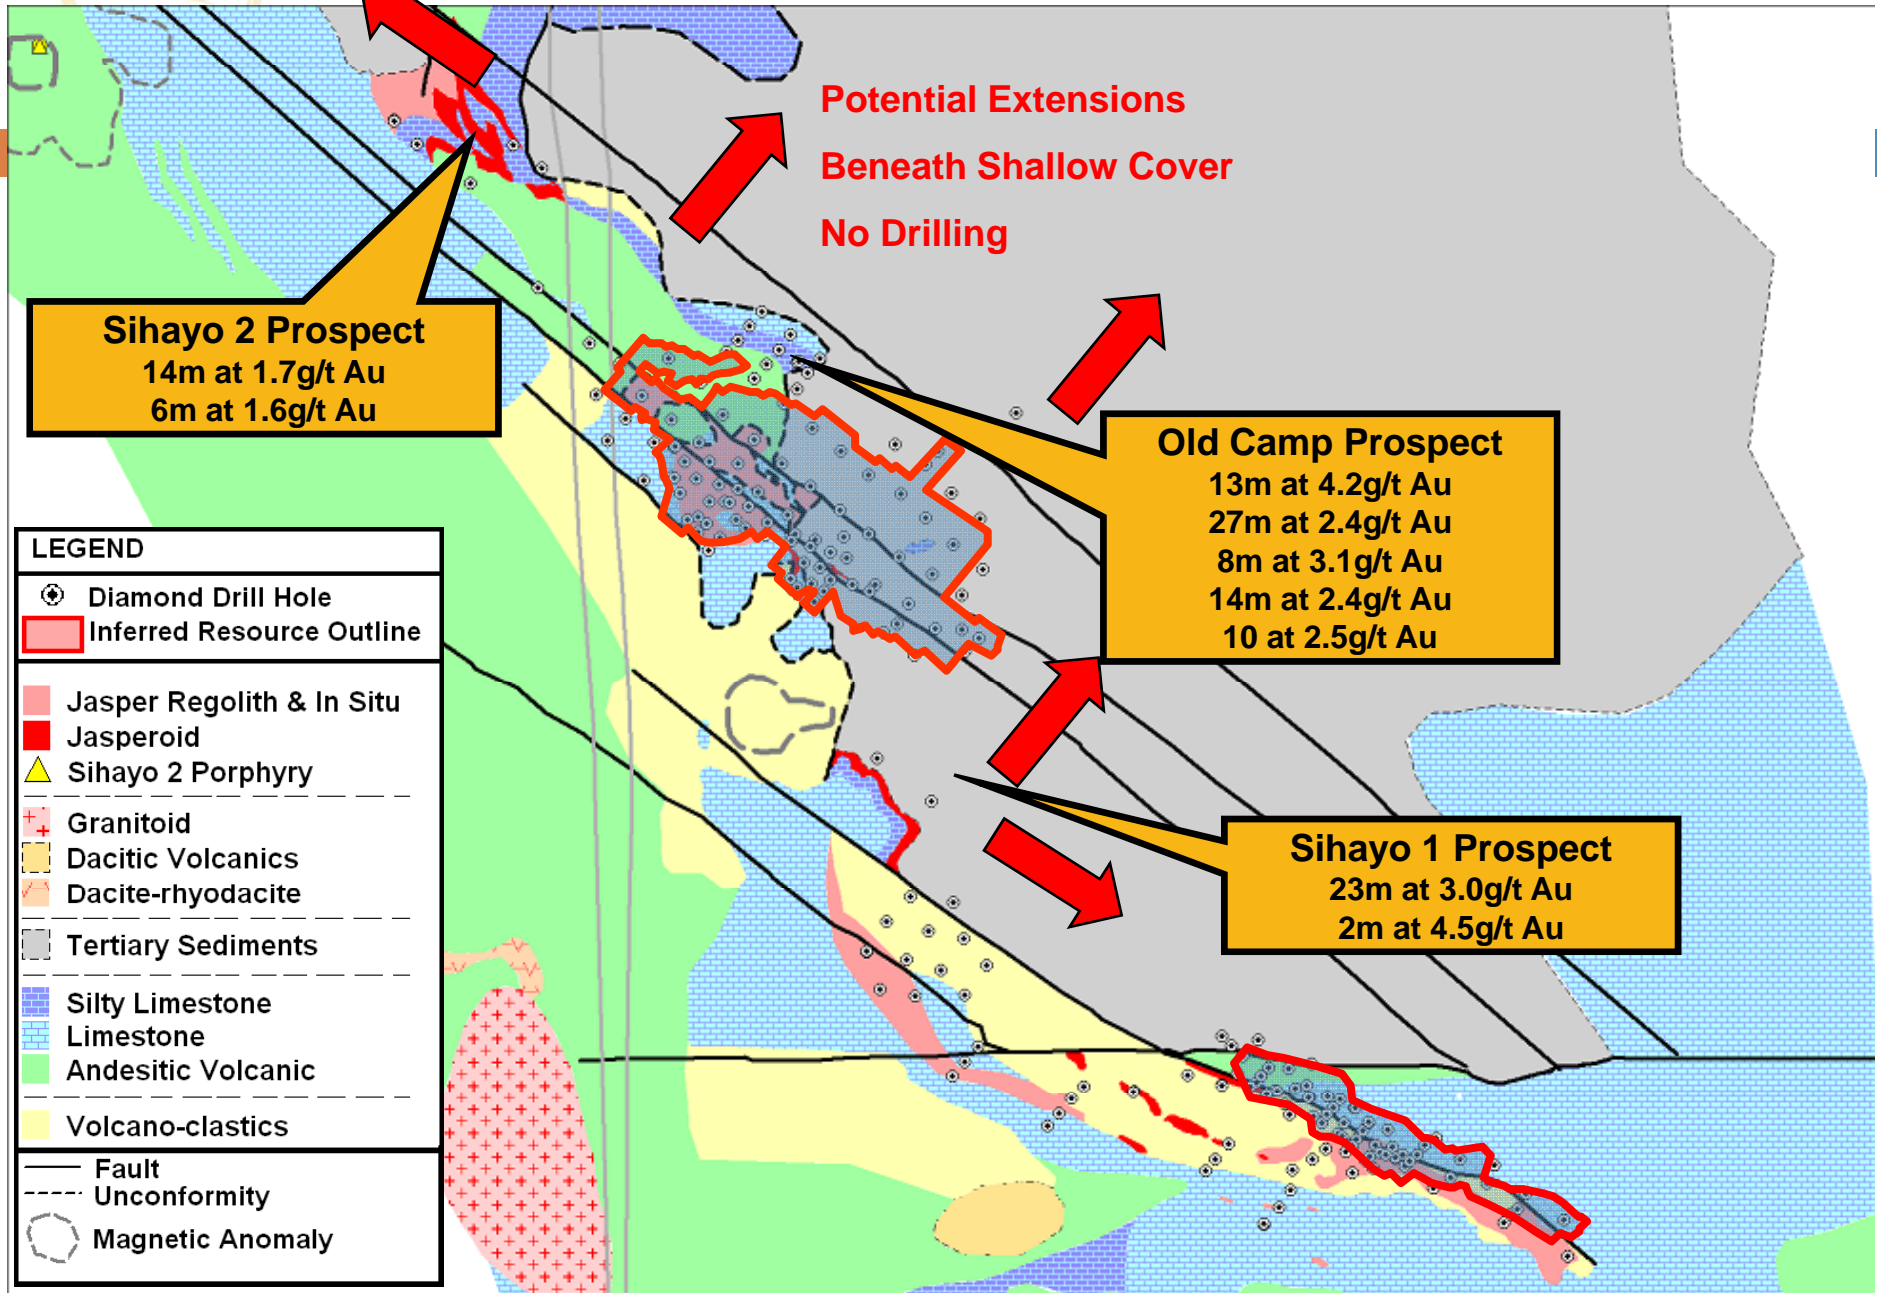 Potential Extensions
Beneath Shallow Cover
No Drilling
Sihayo 2 Prospect
14m at 1.7g/t Au
6m at 1.6g/t Au
Old Camp Prospect
13m at 4.2g/t Au
27m at 2.4g/t Au
8m at 3.1g/t Au
14m at 2.4g/t Au
10 at 2.5g/t Au
Sihayo 1 Prospect
23m at 3.0g/t Au
2m at 4.5g/t Au
LEGEND
Diamond Drill Hole
Inferred Resource Outline
Jasper Regolith & In Situ
Jasperoid
Sihayo 2 Porphyry
Granitoid
Dacitic Volcanics
Dacite-rhyodacite
Tertiary Sediments
Silty Limestone
Limestone
Andesitic Volcanic
Volcano-clastics
Fault
Unconformity
Magnetic Anomaly